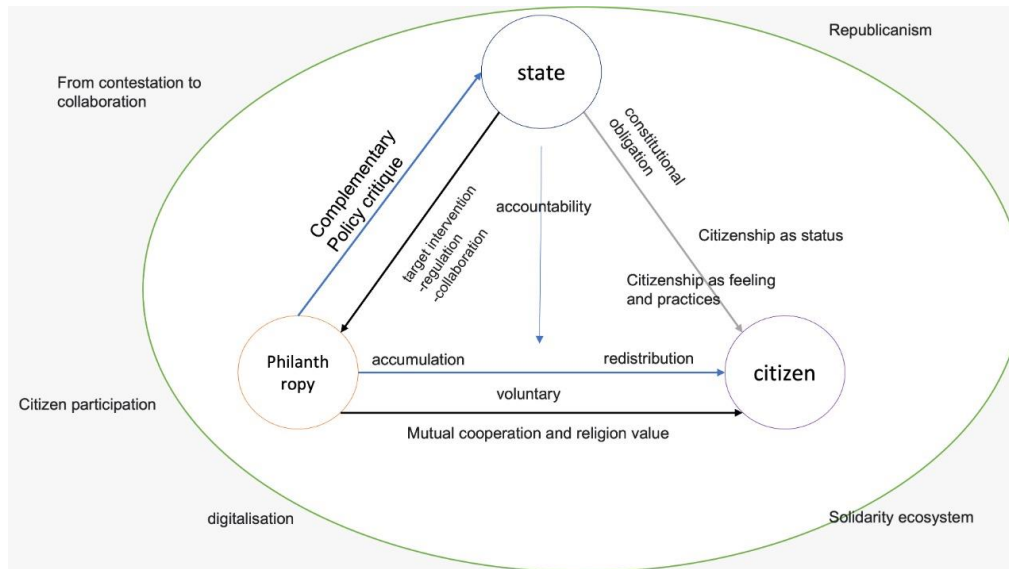 Republicanism
state
From contestation to
collaboration
Complementary
Policy critique
constitutional
obligation
target intervention
-regulation
-collaboration
accountability
Citizenship as status
Citizenship as feeling
and practices
Philanth
ropy
accumulation
redistribution
citizen
voluntary
Citizen participation
Mutual cooperation and religion value
digitalisation
Solidarity ecosystem